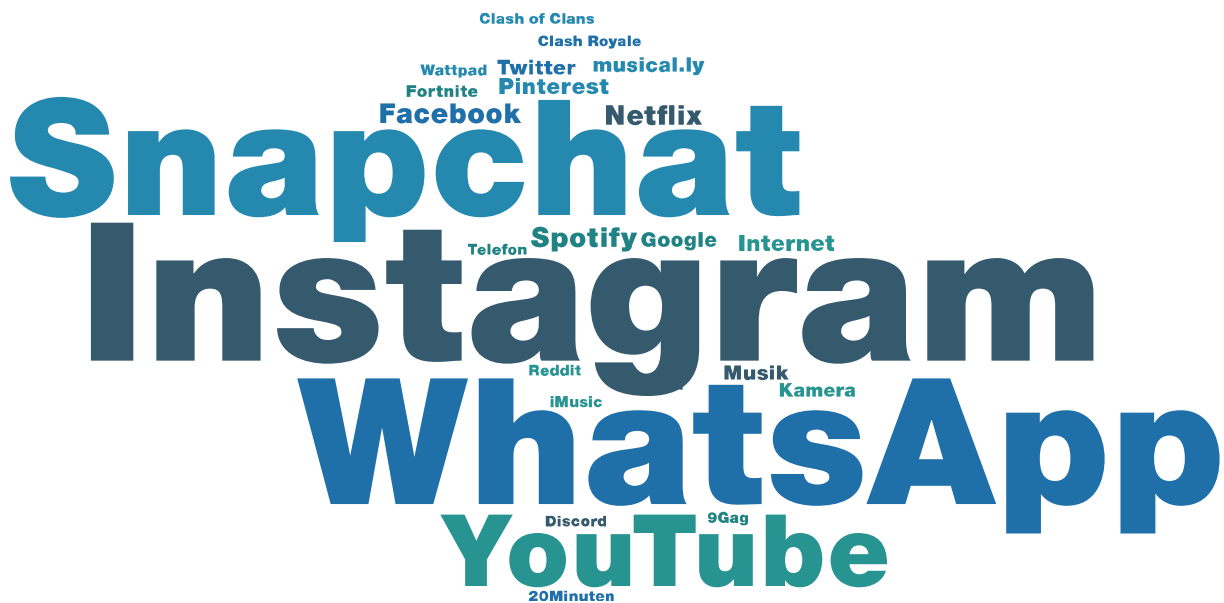 Clash of Clans
Clash Royale
Wattpad Twitter musical.ly
Fortnite Pinterest
Facebook Netflix
Snapchat
Telefon Spotify Google Internet
Instagram
Reddit Musik
iMusic Kamera
WhatsApp
Discord 9Gag
YouTube
20Minuten